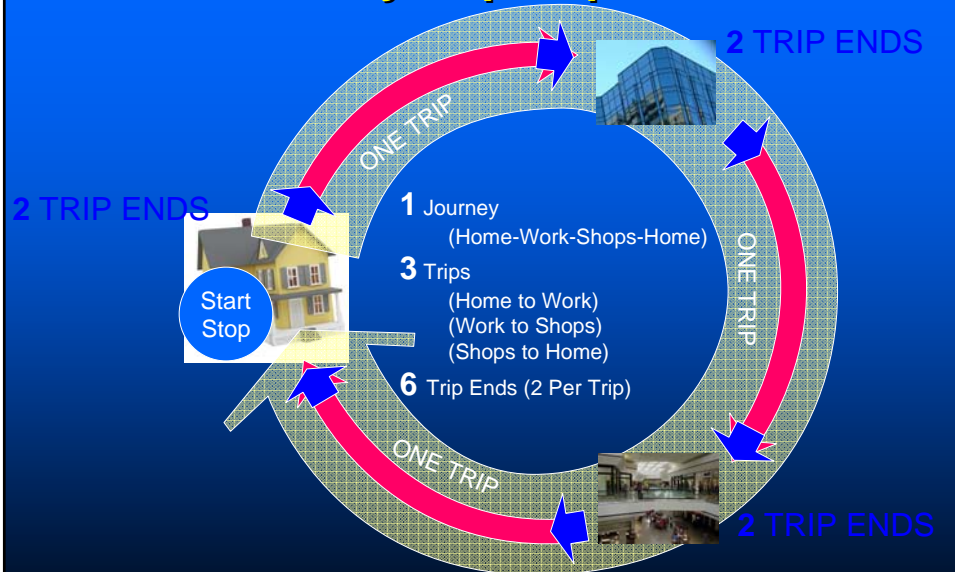 2 TRIP ENDS
ONE TRIP
2 TRIP ENDS
1 Journey
(Home-Work-Shops-Home)
3 Trips
(Home to Work)
(Work to Shops)
(Shops to Home)
6 Trip Ends (2 Per Trip)
ONE TRIP
Start
Stop
ONE TRIP
2 TRIP ENDS